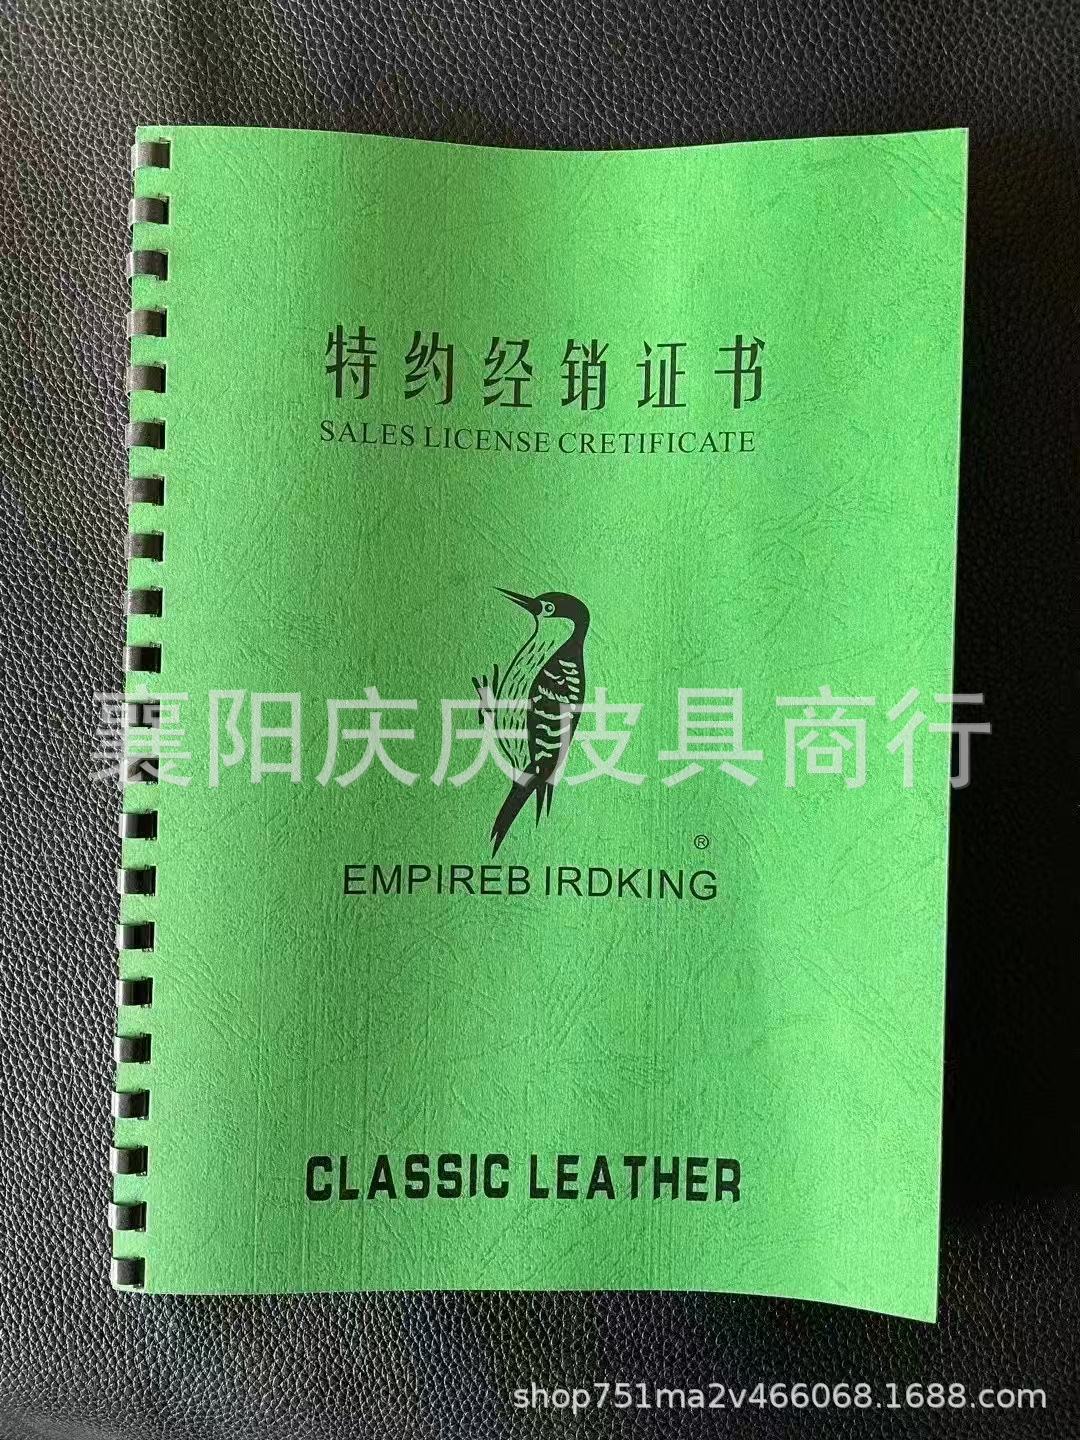 特约经销证书
SALES LICENSE CRETIFICATE
襄阳庆庆皮具商行
®
EMPIREB IRDKING
CLASSIC LEATHER
shop751ma2v466068.1688.com